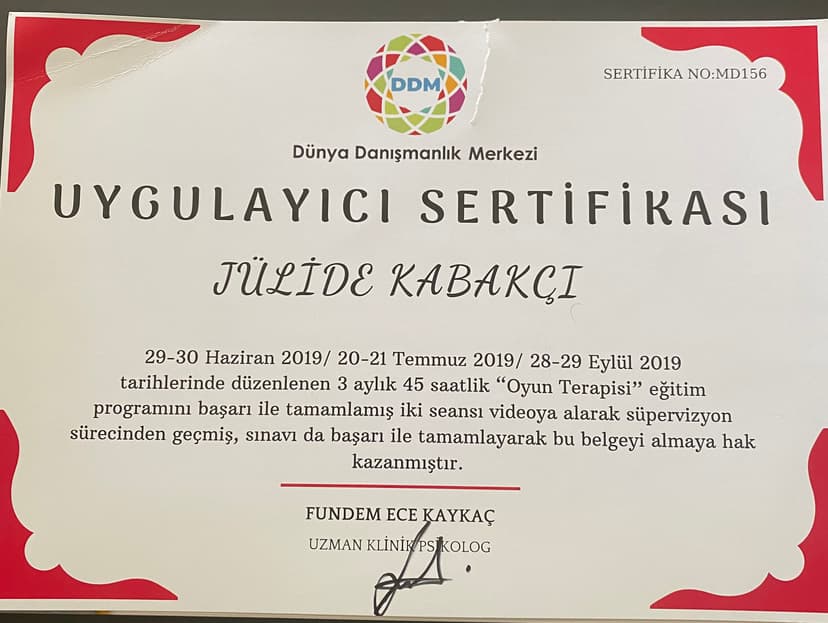 DDM
SERTİFİKA NO:MD156
Dünya Danışmanlık Merkezi
UYGULAYICI SERTİFİKASI
JÜLİDE KABAKÇI
29-30 Haziran 2019/ 20-21 Temmuz 2019/ 28-29 Eylül 2019
tarihlerinde düzenlenen 3 aylık 45 saatlik “Oyun Terapisi” eğitim
programını başarı ile tamamlamış iki seansı videoya alarak süpervizyon
sürecinden geçmiş, sınavı da başarı ile tamamlayarak bu belgeyi almaya hak
kazanmıştır.
FUNDEM ECE KAYKAÇ
UZMAN KLİNİK PSİKOLOG